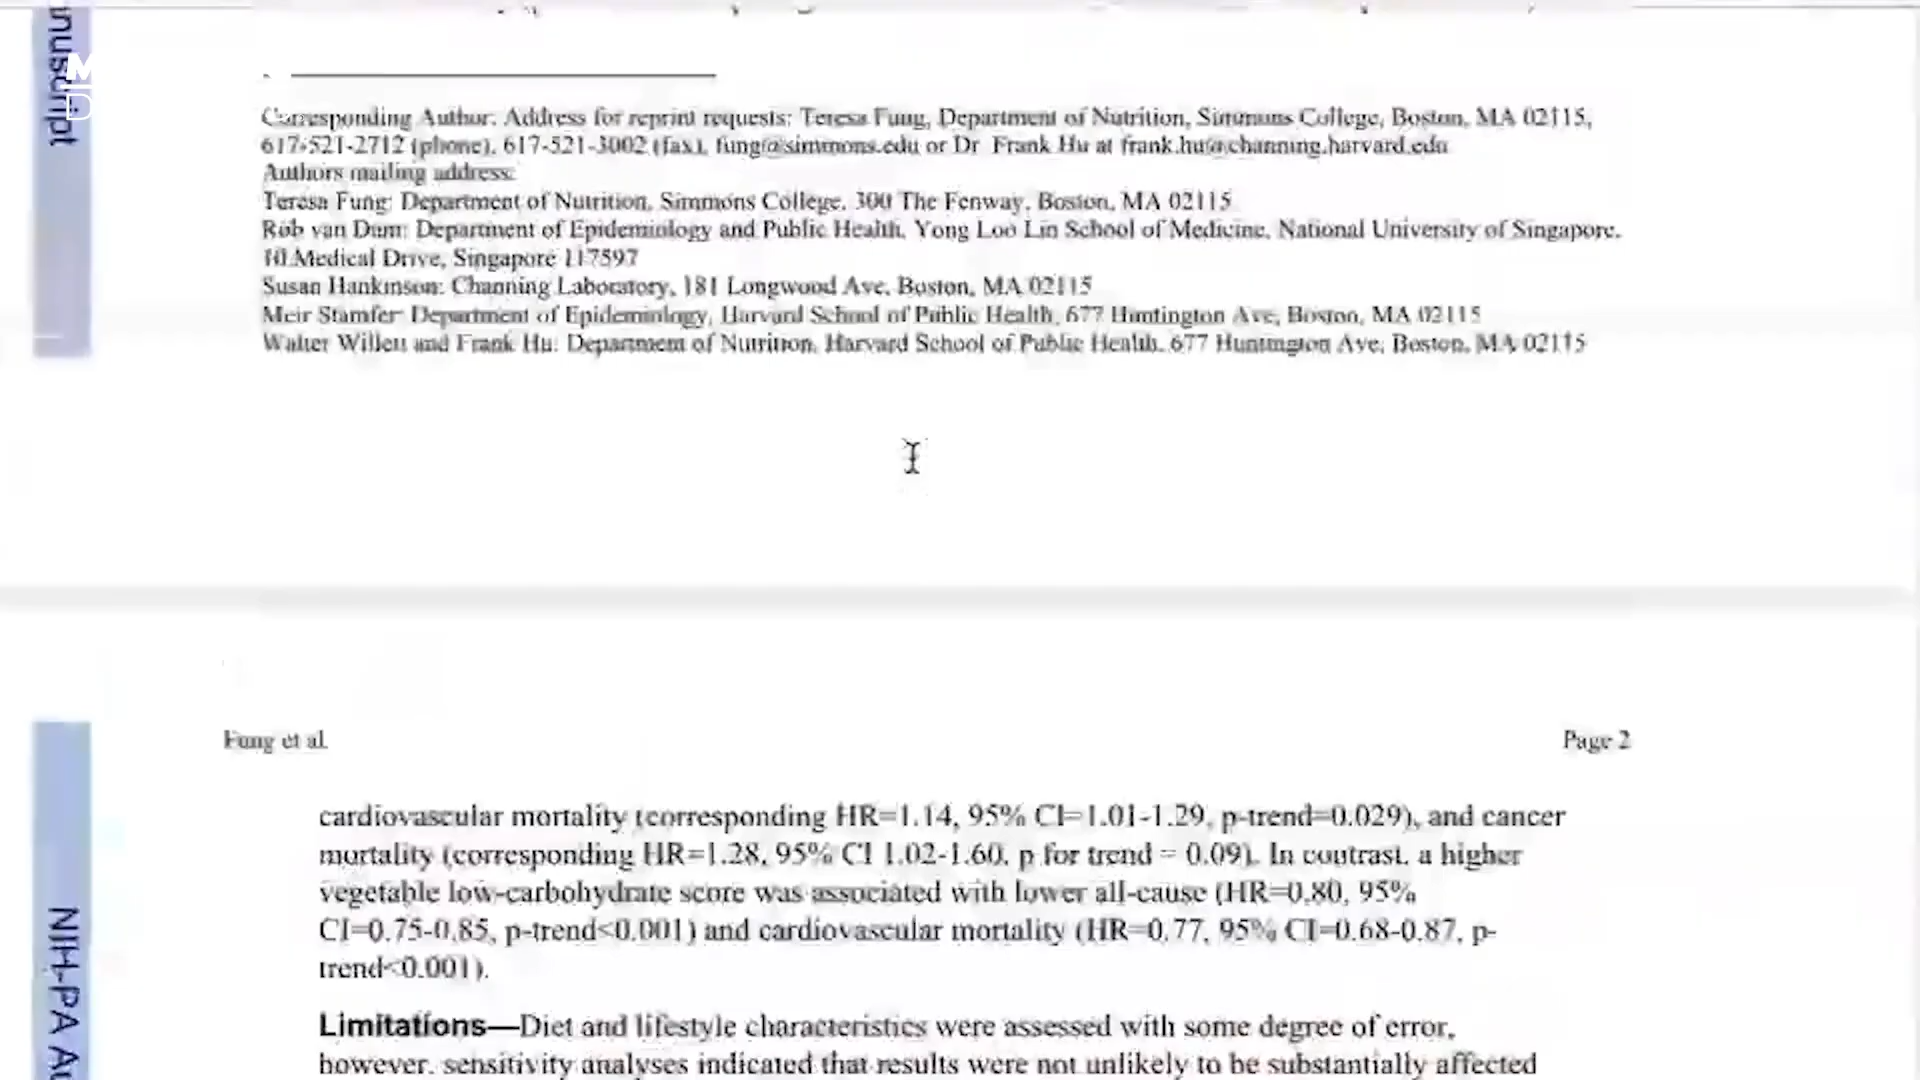 nuscript
Corresponding Author: Address for reprint requests: Teresa Fung, Department of Nutrition, Simmons College, Boston, MA 02115,
617-521-2712 (phone), 617-521-3002 (fax), fung@simmons.edu or Dr. Frank Hu at frank.hu@channing.harvard.edu
Authors mailing address:
Teresa Fung: Department of Nutrition, Simmons College, 300 The Fenway, Boston, MA 02115
Rob van Dam: Department of Epidemiology and Public Health, Yong Loo Lin School of Medicine, National University of Singapore,
10 Medical Drive, Singapore 117597
Susan Hankinson: Channing Laboratory, 181 Longwood Ave, Boston, MA 02115
Meir Stamfer Department of Epidemiology, Harvard School of Public Health, 677 Huntington Ave, Boston, MA 02115
Walter Willett and Frank Hu: Department of Nutrition, Harvard School of Public Health, 677 Huntington Ave, Boston, MA 02115
Fung et al.
Page 2
cardiovascular mortality (corresponding HR=1.14, 95% CI=1.01-1.29, p-trend=0.029), and cancer
mortality (corresponding HR=1.28, 95% CI 1.02-1.60, p for trend = 0.09). In contrast, a higher
vegetable low-carbohydrate score was associated with lower all-cause (HR=0.80, 95%
CI=0.75-0.85, p-trend<0.001) and cardiovascular mortality (HR=0.77, 95% CI=0.68-0.87, p-
trend<0.001).
Limitations—Diet and lifestyle characteristics were assessed with some degree of error,
however, sensitivity analyses indicated that results were not unlikely to be substantially affected
NIH-PA Au